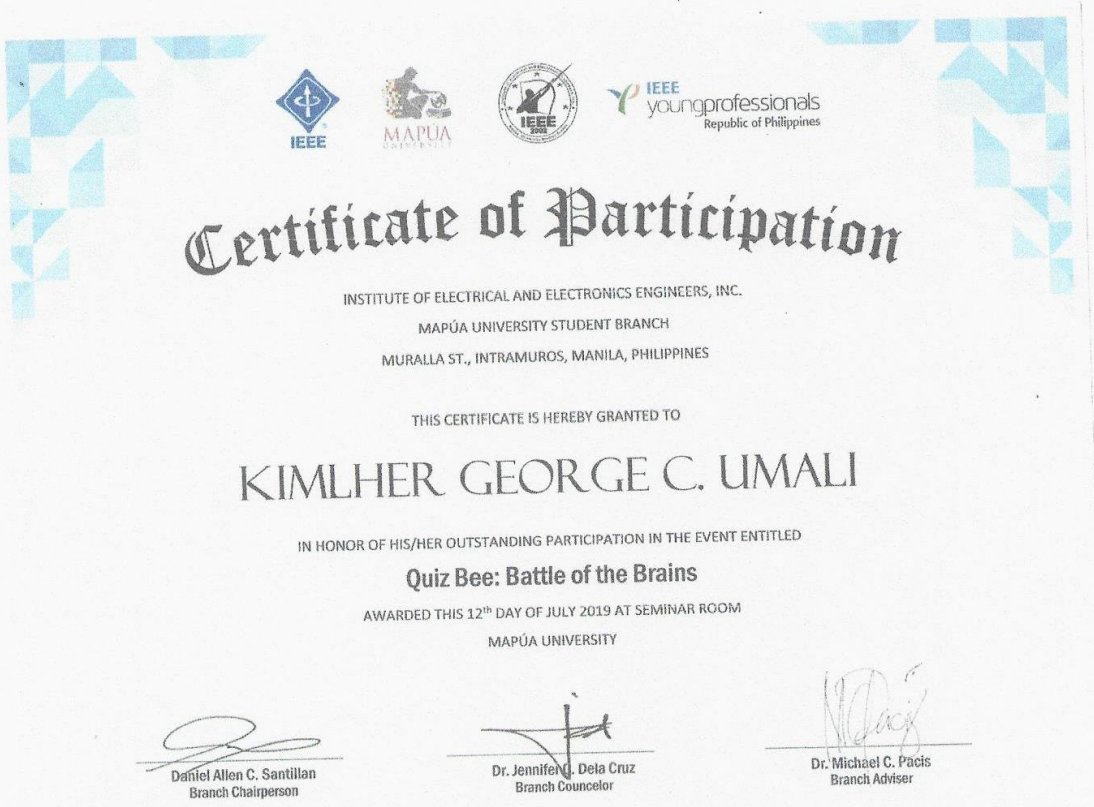 IEEE
MAPÚA
UNIVERSITY
IEEE
2002
IEEE
youngprofessionals
Republic of Philippines
Certificate of Participation
INSTITUTE OF ELECTRICAL AND ELECTRONICS ENGINEERS, INC.
MAPÚA UNIVERSITY STUDENT BRANCH
MURALLA ST., INTRAMUROS, MANILA, PHILIPPINES
THIS CERTIFICATE IS HEREBY GRANTED TO
KIMLHER GEORGE C. UMALI
IN HONOR OF HIS/HER OUTSTANDING PARTICIPATION IN THE EVENT ENTITLED
Quiz Bee: Battle of the Brains
AWARDED THIS 12th DAY OF JULY 2019 AT SEMINAR ROOM
MAPÚA UNIVERSITY
Daniel Allen C. Santillan
Branch Chairperson
Dr. Jennifer C. Dela Cruz
Branch Councelor
Dr. Michael C. Pacis
Branch Adviser